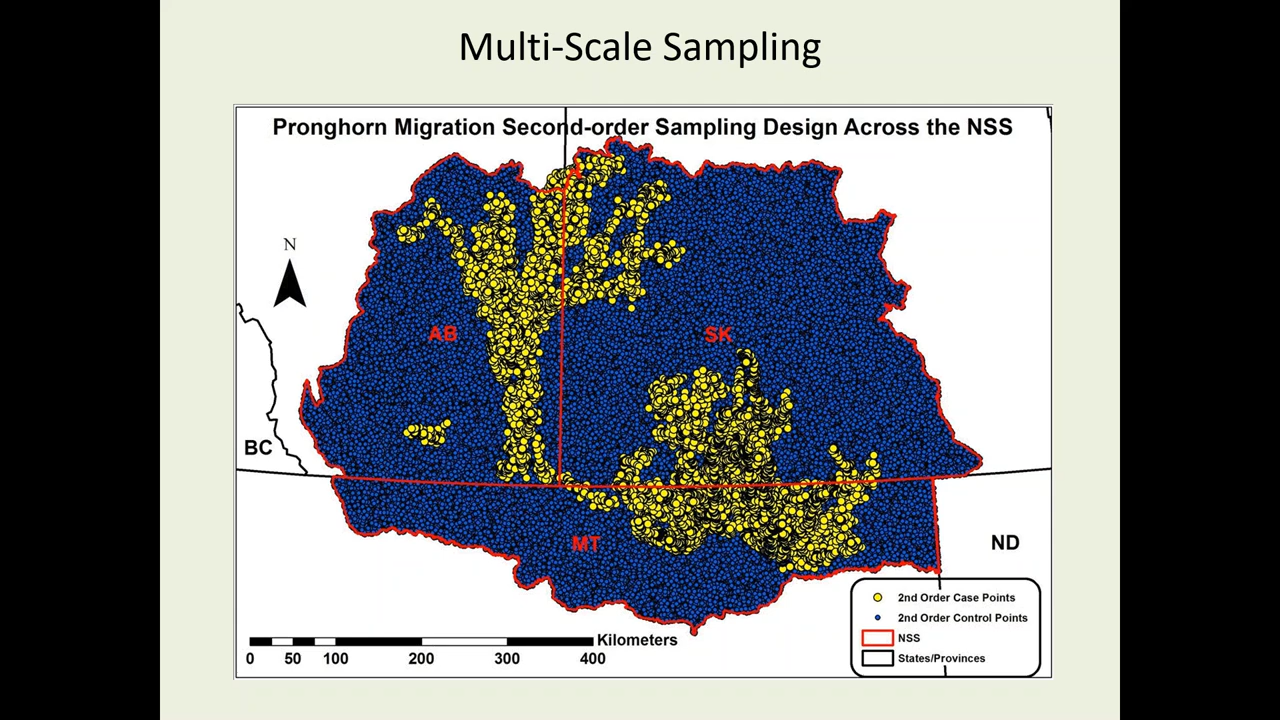 Multi-Scale Sampling
Pronghorn Migration Second-order Sampling Design Across the NSS
N
AB
SK
BC
MT
ND
2nd Order Case Points
2nd Order Control Points
NSS
States/Provinces
Kilometers
0 50 100 200 300 400